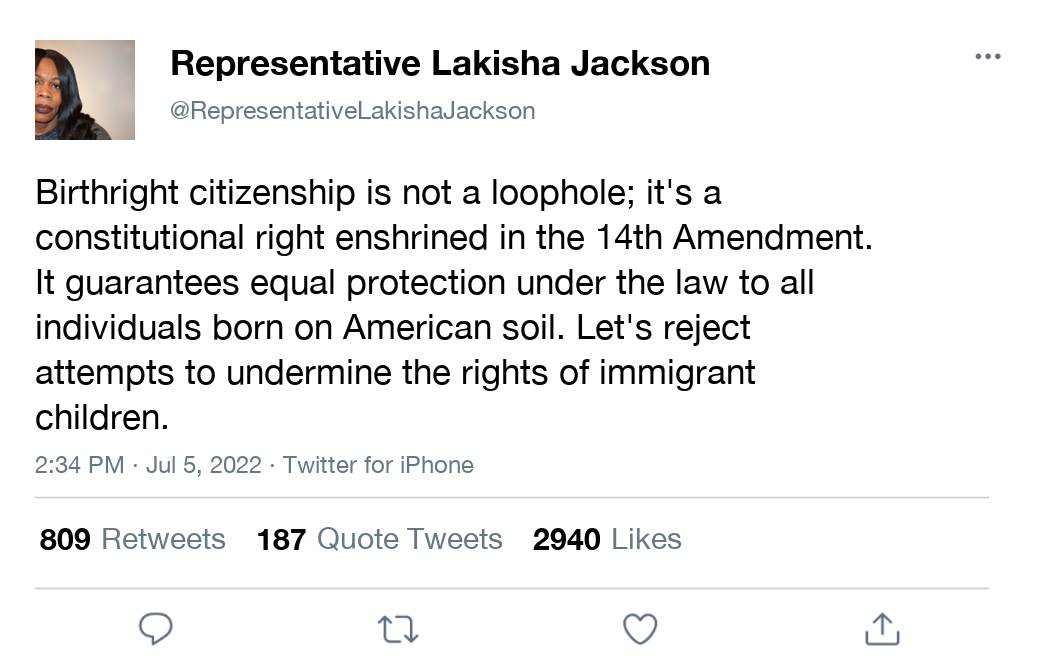 Representative Lakisha Jackson
@RepresentativeLakishaJackson
Birthright citizenship is not a loophole; it's a
constitutional right enshrined in the 14th Amendment.
It guarantees equal protection under the law to all
individuals born on American soil. Let's reject
attempts to undermine the rights of immigrant
children.
2:34 PM · Jul 5, 2022 · Twitter for iPhone
809 Retweets 187 Quote Tweets 2940 Likes